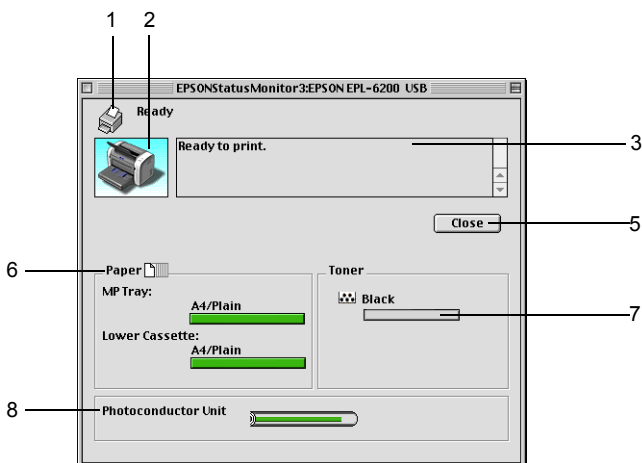 1 2
EPSONStatusMonitor3:EPSON EPL-6200 USB
Ready
Ready to print.
3
Close
5
6
Paper
MP Tray:
A4/Plain
Lower Cassette:
A4/Plain
Toner
Black
7
8
Photoconductor Unit